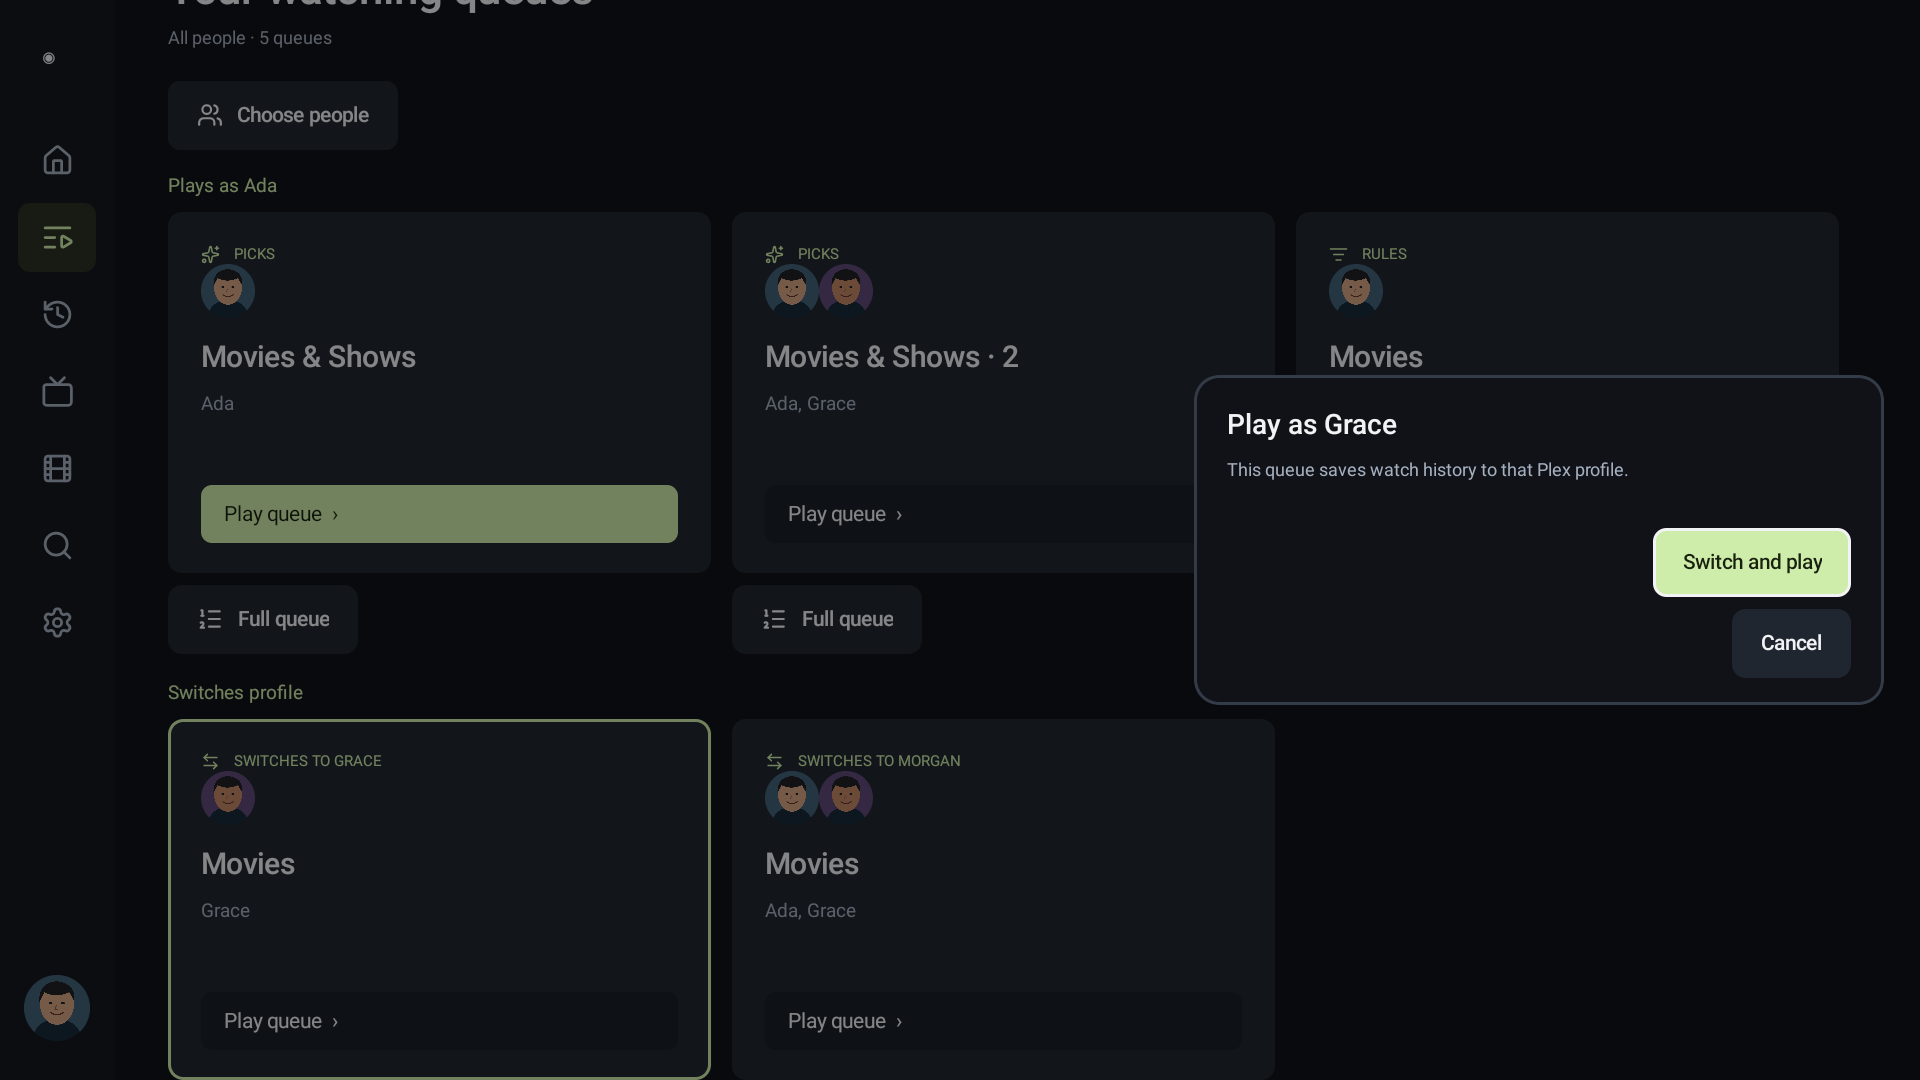 Your watching queues
All people · 5 queues
Choose people
Plays as Ada
PICKS
Movies & Shows
Ada
Play queue ›
Full queue
PICKS
Movies & Shows · 2
Ada, Grace
Play queue ›
Full queue
RULES
Movies
Play as Grace
This queue saves watch history to that Plex profile.
Switch and play
Cancel
Switches profile
SWITCHES TO GRACE
Movies
Grace
Play queue ›
SWITCHES TO MORGAN
Movies
Ada, Grace
Play queue ›